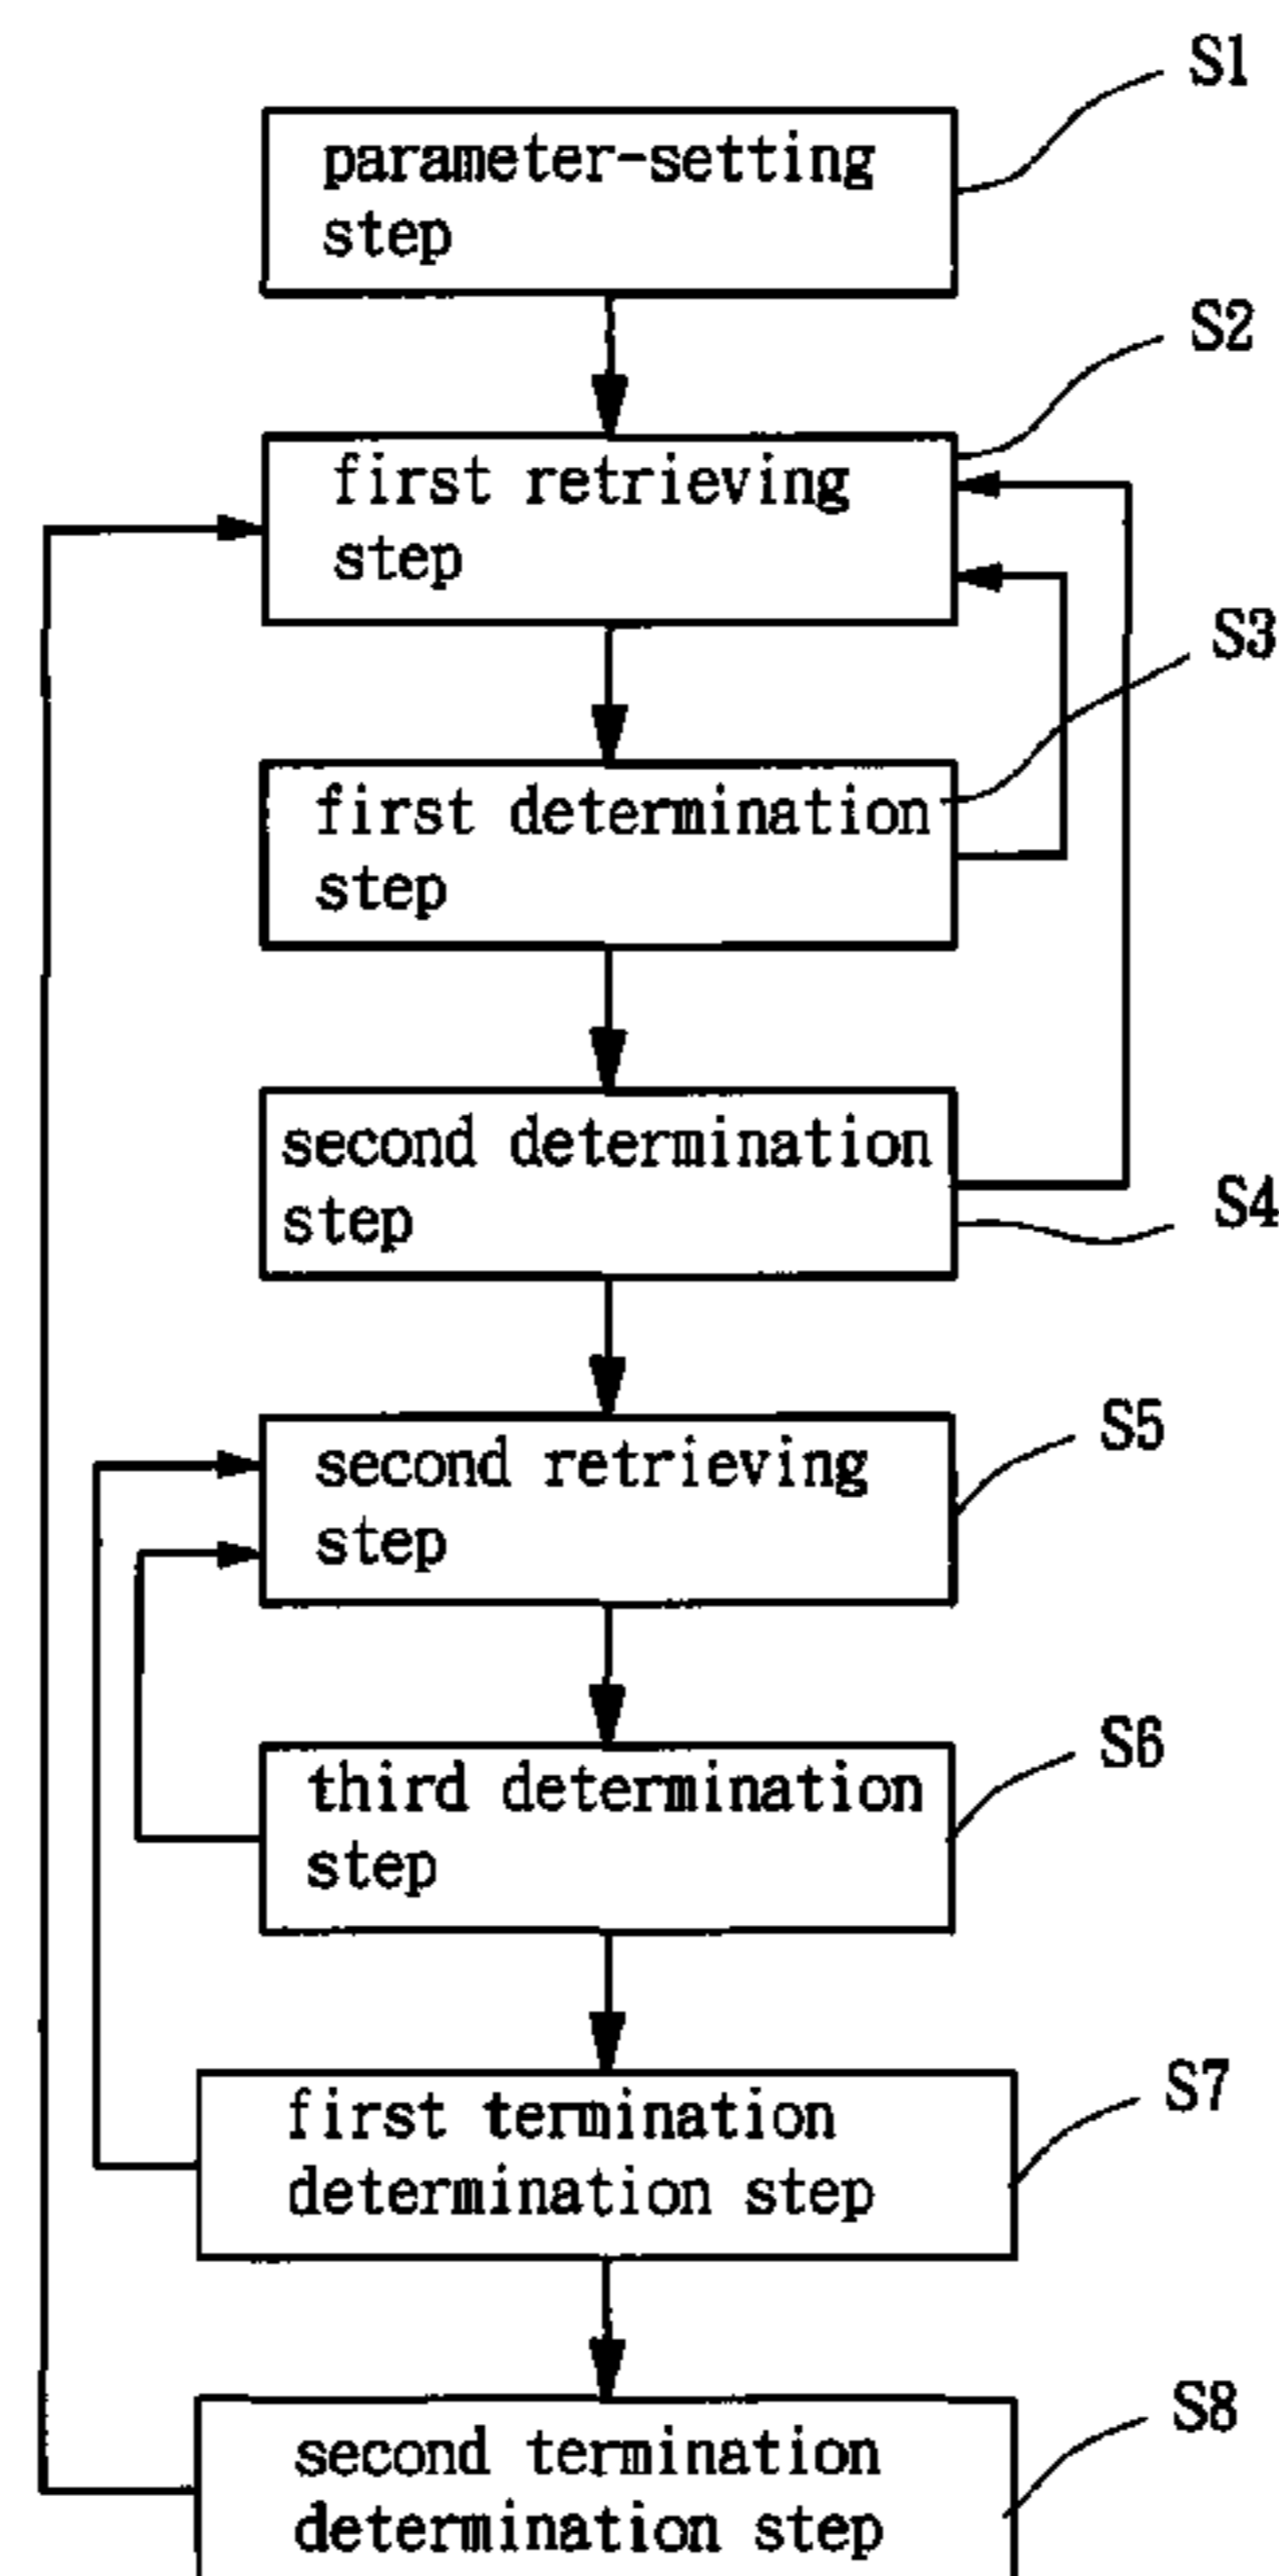 S1
parameter-setting
step
S2
first retrieving
step
S3
first determination
step
second determination
step
S4
S5
second retrieving
step
S6
third determination
step
S7
first termination
determination step
S8
second termination
determination step